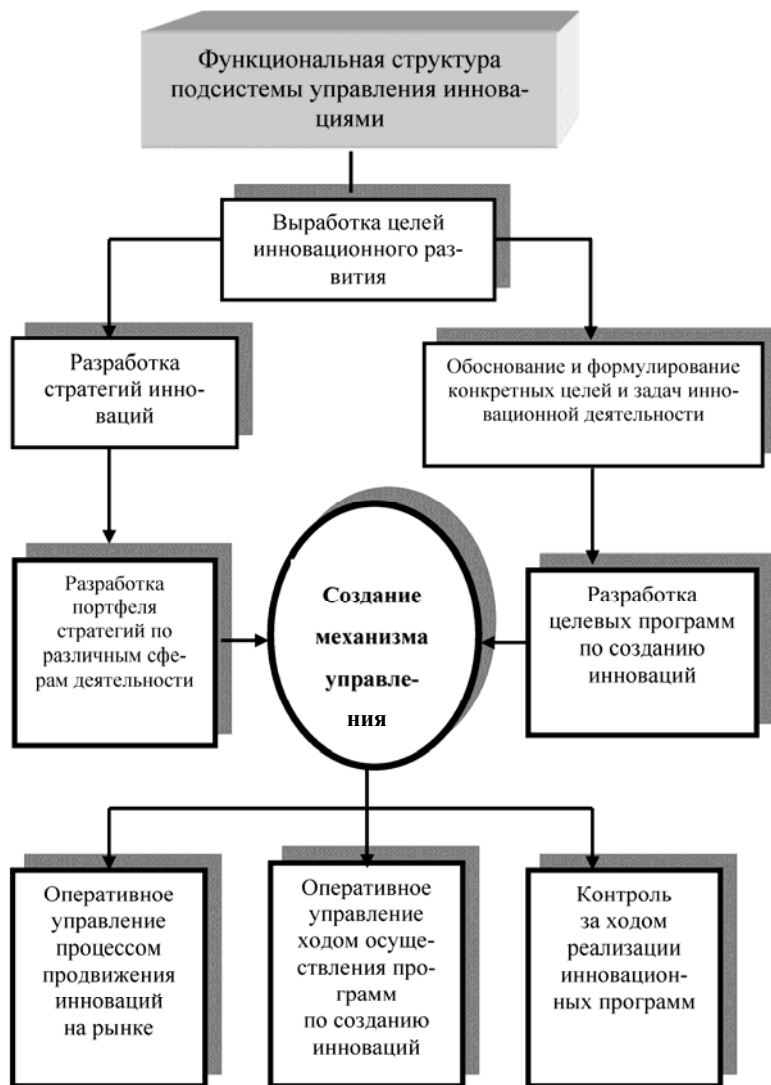 Функциональная структура
подсистемы управления иннова-
циями
Выработка целей
инновационного раз-
вития
Разработка
стратегий инно-
ваций
Обоснование и формулирование
конкретных целей и задач инно-
вационной деятельности
Разработка
портфеля
стратегий по
различным сфе-
рам деятельности
Создание
механизма
управле-
ния
Разработка
целевых программ
по созданию
инноваций
Оперативное
управление
процессом
продвижения
инноваций
на рынке
Оперативное
управление
ходом осуще-
ствления про-
грамм
по созданию
инноваций
Контроль
за ходом
реализации
инновацион-
ных программ